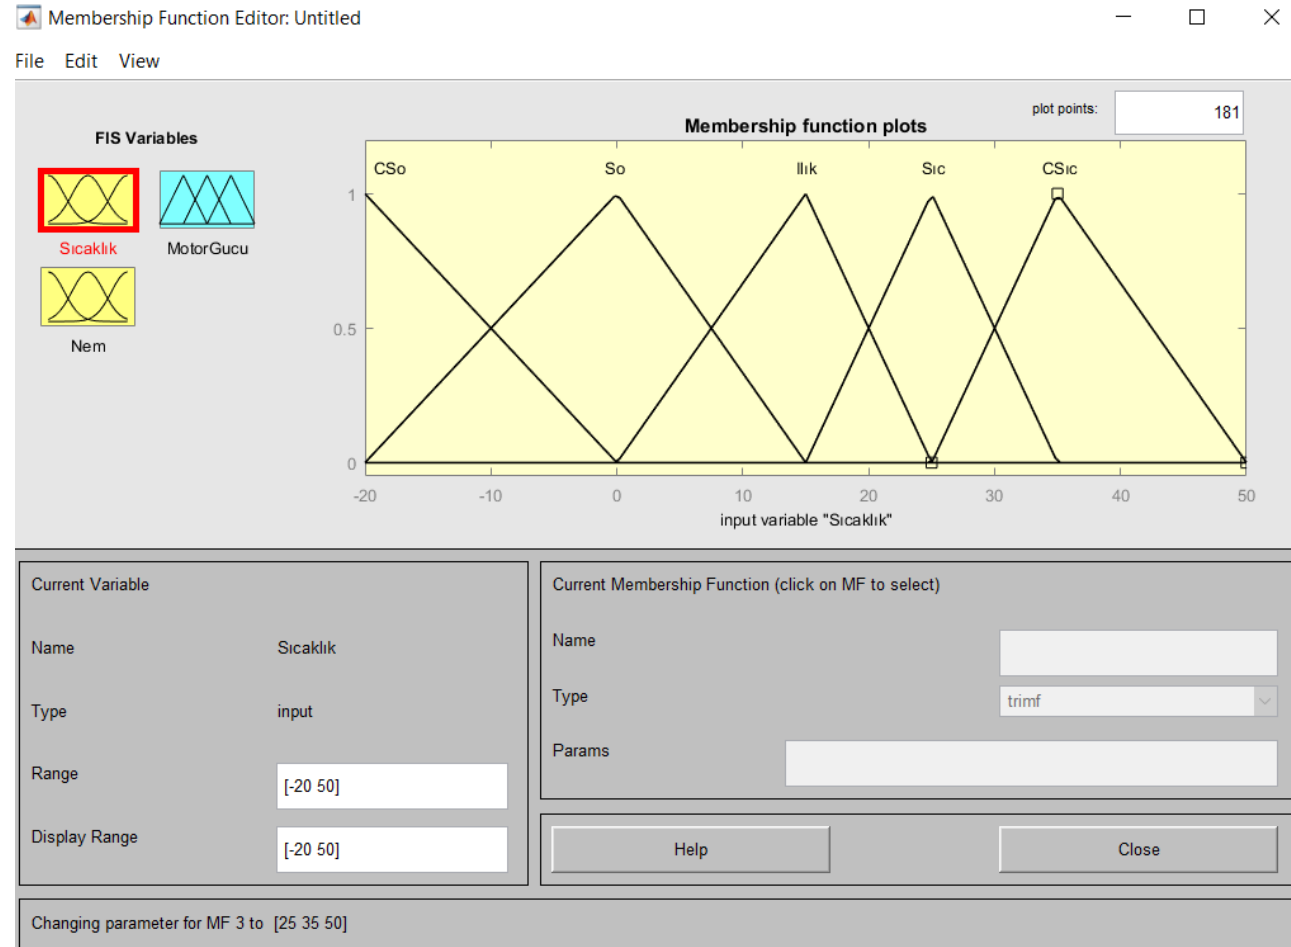 Membership Function Editor: Untitled
File Edit View
FIS Variables
Sıcaklık
MotorGucu
Nem
plot points:
181
Membership function plots
CSo So Ilık Sıc CSıc
1
0.5
0
-20 -10 0 10 20 30 40 50
input variable "Sıcaklık"
Current Variable
Name Sıcaklık
Type input
Range [-20 50]
Display Range [-20 50]
Current Membership Function (click on MF to select)
Name
Type trimf
Params
Help
Close
Changing parameter for MF 3 to [25 35 50]